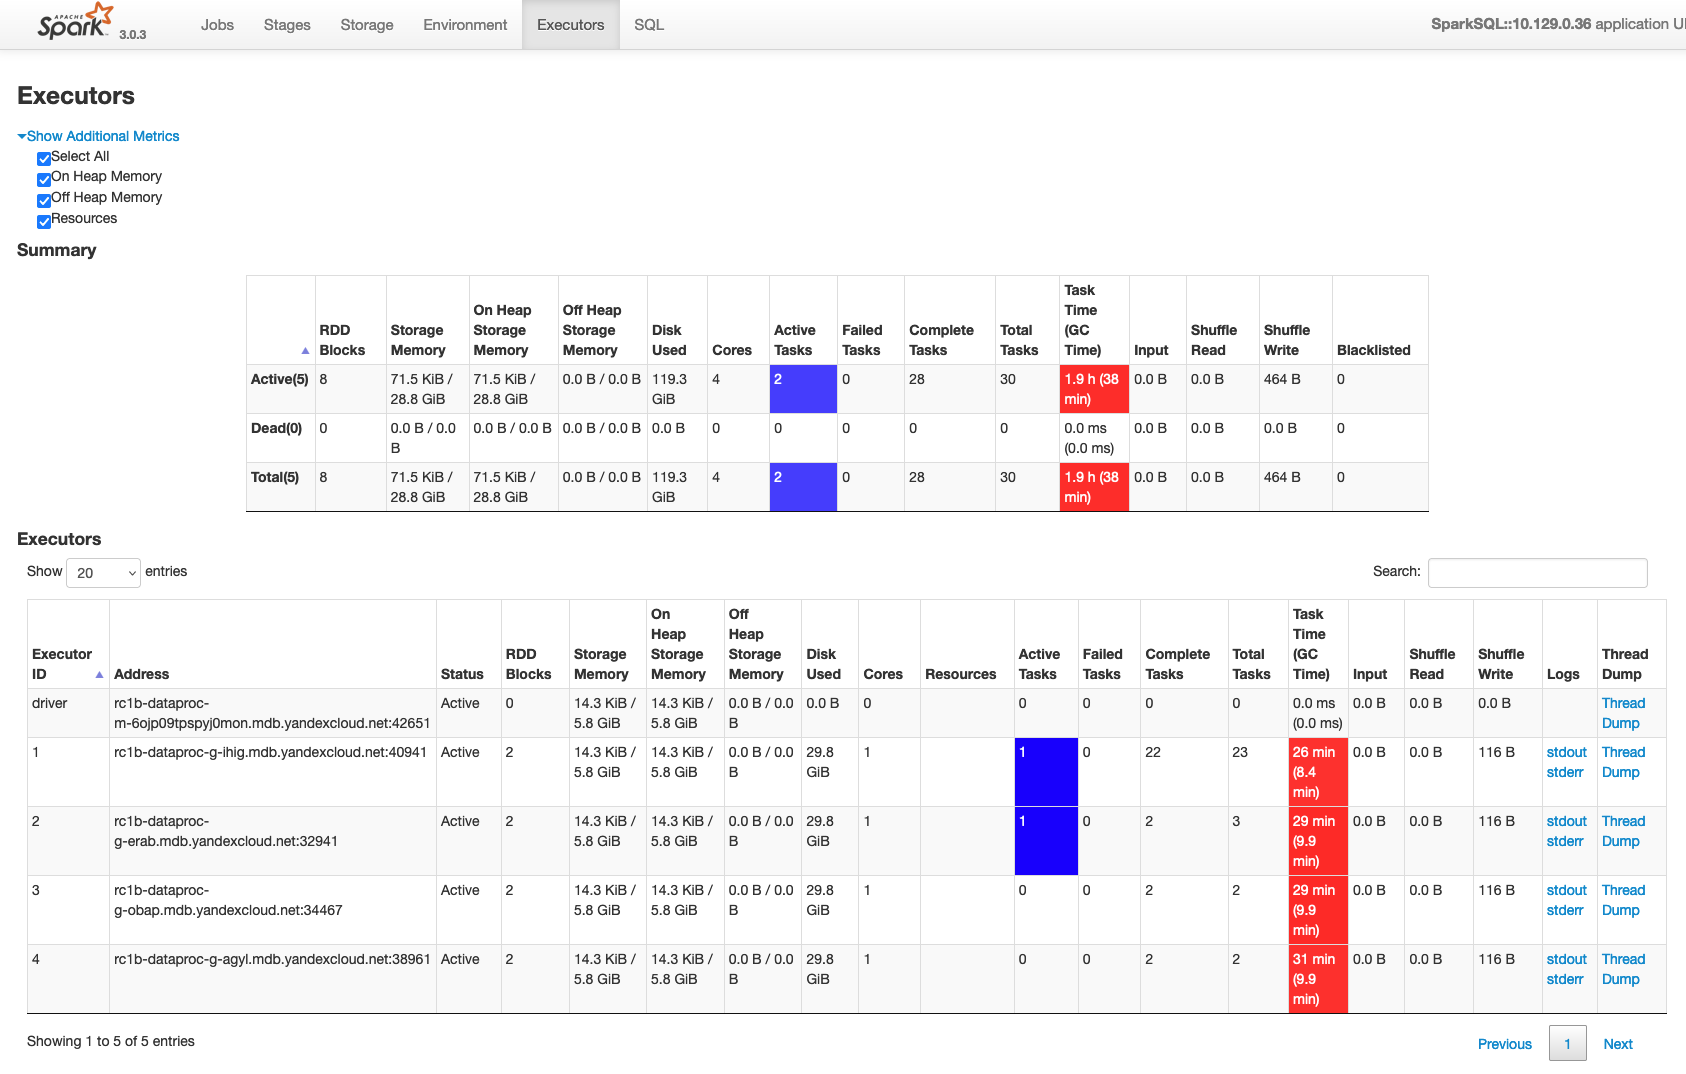 APACHE
Spark 3.0.3
Jobs Stages Storage Environment Executors SQL
SparkSQL::10.129.0.36 application UI
Executors
Show Additional Metrics
Select All
On Heap Memory
Off Heap Memory
Resources
Summary
RDD Blocks Storage Memory On Heap Storage Memory Off Heap Storage Memory Disk Used Cores Active Tasks Failed Tasks Complete Tasks Total Tasks Task Time (GC Time) Input Shuffle Read Shuffle Write Blacklisted
Active(5) 8 71.5 KiB / 28.8 GiB 71.5 KiB / 28.8 GiB 0.0 B / 0.0 B 119.3 GiB 4 2 0 28 30 1.9 h (38 min) 0.0 B 0.0 B 464 B 0
Dead(0) 0 0.0 B / 0.0 B 0.0 B / 0.0 B 0.0 B / 0.0 B 0.0 B 0 0 0 0 0 0.0 ms (0.0 ms) 0.0 B 0.0 B 0.0 B 0
Total(5) 8 71.5 KiB / 28.8 GiB 71.5 KiB / 28.8 GiB 0.0 B / 0.0 B 119.3 GiB 4 2 0 28 30 1.9 h (38 min) 0.0 B 0.0 B 464 B 0
Executors
Show 20 entries
Search:
Executor ID Address Status RDD Blocks Storage Memory On Heap Storage Memory Off Heap Storage Memory Disk Used Cores Resources Active Tasks Failed Tasks Complete Tasks Total Tasks Task Time (GC Time) Input Shuffle Read Shuffle Write Logs Thread Dump
driver rc1b-dataproc-m-6ojp09tpspyj0mon.mdb.yandexcloud.net:42651 Active 0 14.3 KiB / 5.8 GiB 14.3 KiB / 5.8 GiB 0.0 B / 0.0 B 0.0 B 0 0 0 0 0 0.0 ms (0.0 ms) 0.0 B 0.0 B 0.0 B Thread Dump
1 rc1b-dataproc-g-ihig.mdb.yandexcloud.net:40941 Active 2 14.3 KiB / 5.8 GiB 14.3 KiB / 5.8 GiB 0.0 B / 0.0 B 29.8 GiB 1 1 0 22 23 26 min (8.4 min) 0.0 B 0.0 B 116 B stdout stderr Thread Dump
2 rc1b-dataproc-g-erab.mdb.yandexcloud.net:32941 Active 2 14.3 KiB / 5.8 GiB 14.3 KiB / 5.8 GiB 0.0 B / 0.0 B 29.8 GiB 1 1 0 2 3 29 min (9.9 min) 0.0 B 0.0 B 116 B stdout stderr Thread Dump
3 rc1b-dataproc-g-obap.mdb.yandexcloud.net:34467 Active 2 14.3 KiB / 5.8 GiB 14.3 KiB / 5.8 GiB 0.0 B / 0.0 B 29.8 GiB 1 0 0 2 2 29 min (9.9 min) 0.0 B 0.0 B 116 B stdout stderr Thread Dump
4 rc1b-dataproc-g-agyl.mdb.yandexcloud.net:38961 Active 2 14.3 KiB / 5.8 GiB 14.3 KiB / 5.8 GiB 0.0 B / 0.0 B 29.8 GiB 1 0 0 2 2 31 min (9.9 min) 0.0 B 0.0 B 116 B stdout stderr Thread Dump
Showing 1 to 5 of 5 entries
Previous 1 Next